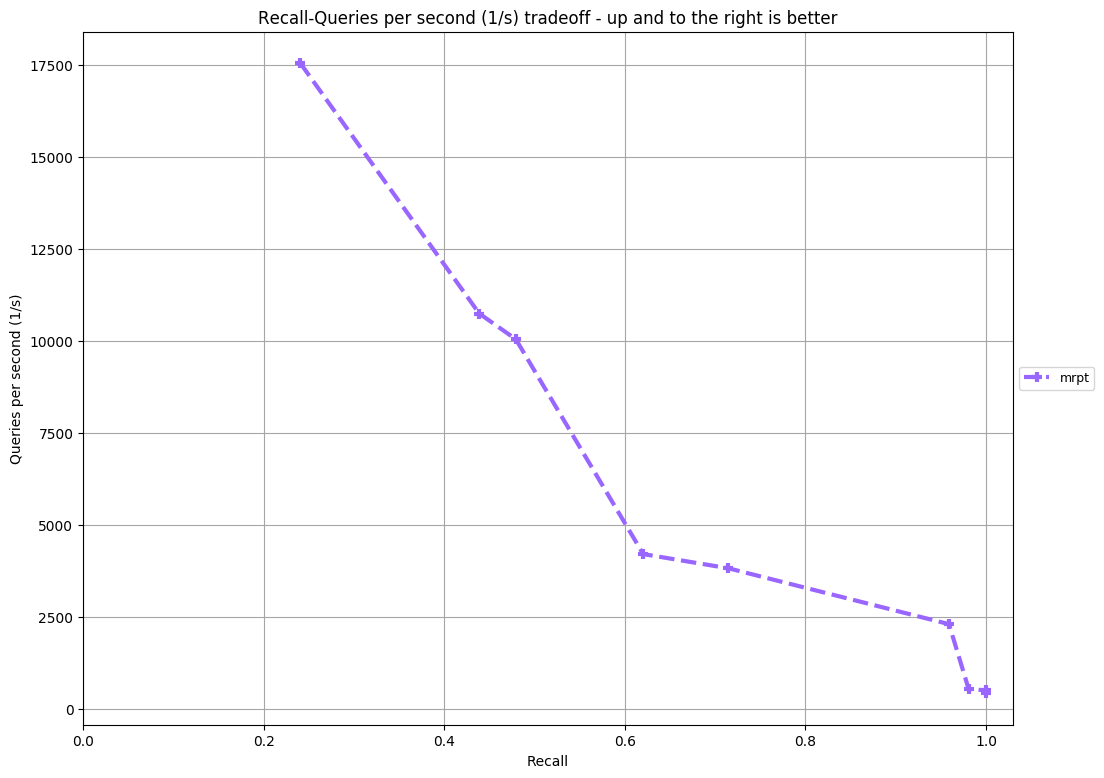 Recall-Queries per second (1/s) tradeoff - up and to the right is better
17500
15000
12500
10000
7500
5000
2500
0
Queries per second (1/s)
0.0 0.2 0.4 0.6 0.8 1.0
Recall
mrpt